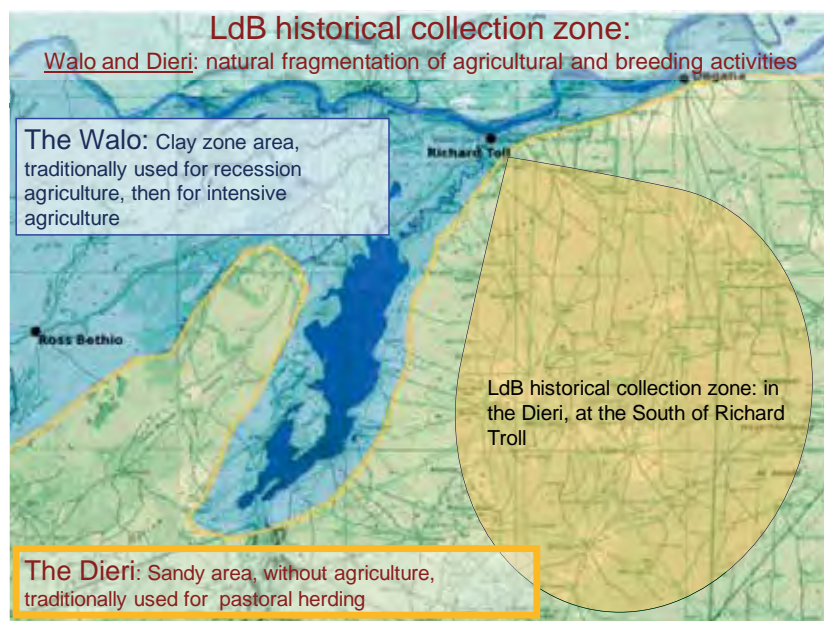 LdB historical collection zone:
Walo and Dieri: natural fragmentation of agricultural and breeding activities
Dagana
The Walo: Clay zone area,
traditionally used for recession
agriculture, then for intensive
agriculture
Richard Toll
Ross Bethio
LdB historical collection zone: in
the Dieri, at the South of Richard
Troll
The Dieri: Sandy area, without agriculture,
traditionally used for pastoral herding